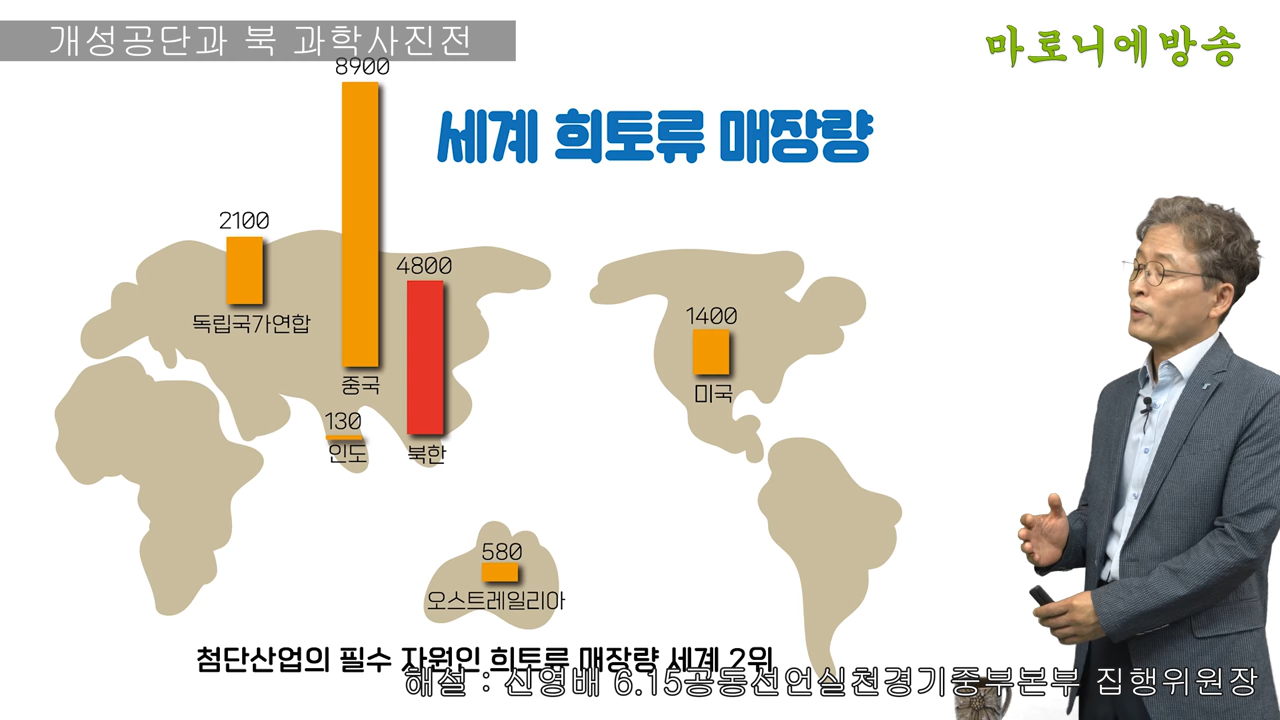 개성공단과 북 과학사진전
마로니에방송
세계 희토류 매장량
8900
중국
2100
독립국가연합
4800
북한
130
인도
1400
미국
580
오스트레일리아
첨단산업의 필수 자원인 희토류 매장량 세계 2위
해설 : 신영배 6.15공동선언실천경기중부본부 집행위원장